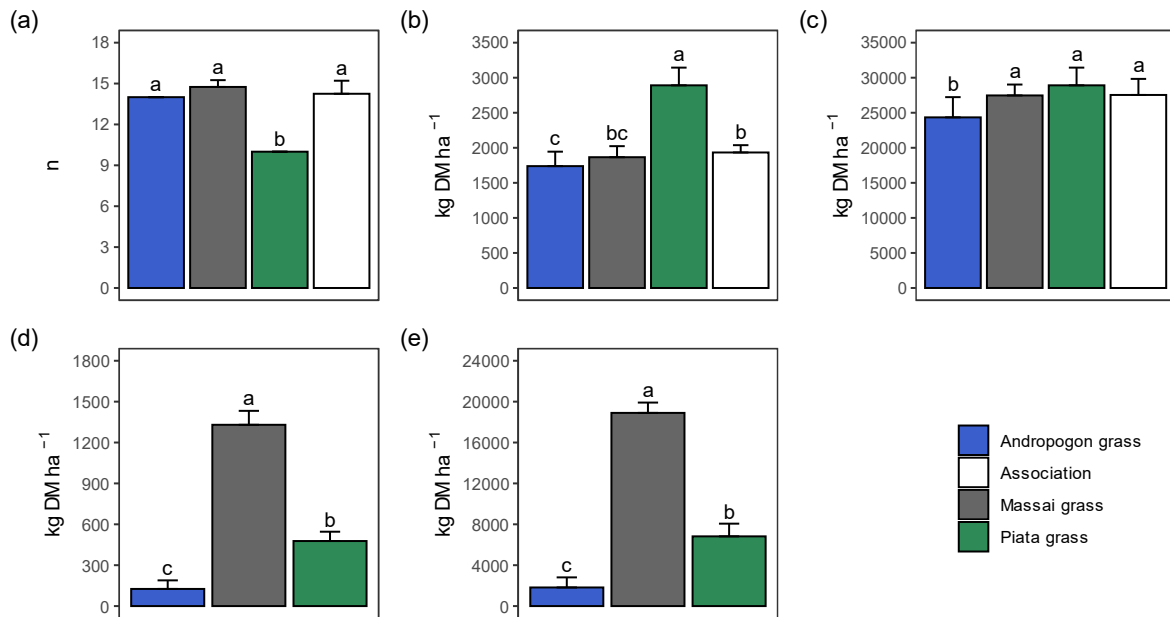 (a)
n
18
15
12
9
6
3
0
a
a
b
a
(b)
kg DM ha −1
3500
3000
2500
2000
1500
1000
500
0
c
bc
a
b
(c)
kg DM ha −1
35000
30000
25000
20000
15000
10000
5000
0
b
a
a
a
(d)
kg DM ha −1
1800
1500
1200
900
600
300
0
c
a
b
(e)
kg DM ha −1
24000
20000
16000
12000
8000
4000
0
c
a
b
Andropogon grass
Association
Massai grass
Piata grass